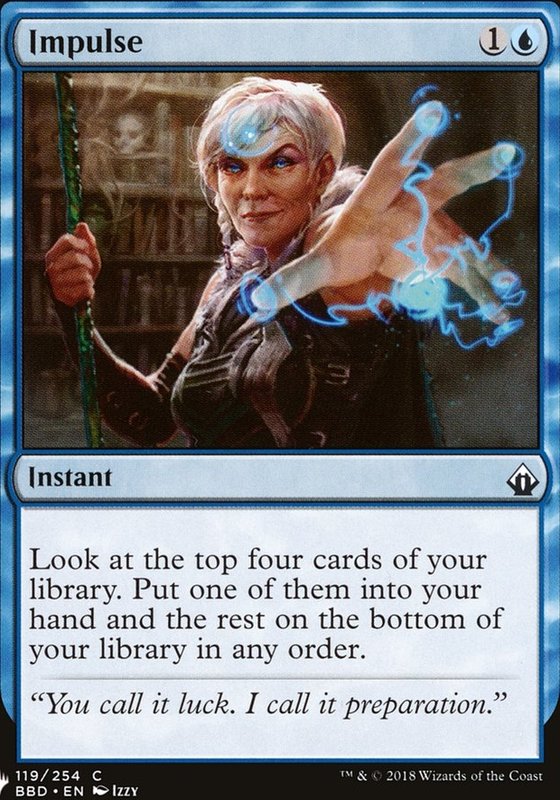 Impulse 1
Instant
Look at the top four cards of your
library. Put one of them into your
hand and the rest on the bottom of
your library in any order.
“You call it luck. I call it preparation.”
119/254 C
BBD • EN Izzy
™ & © 2018 Wizards of the Coast